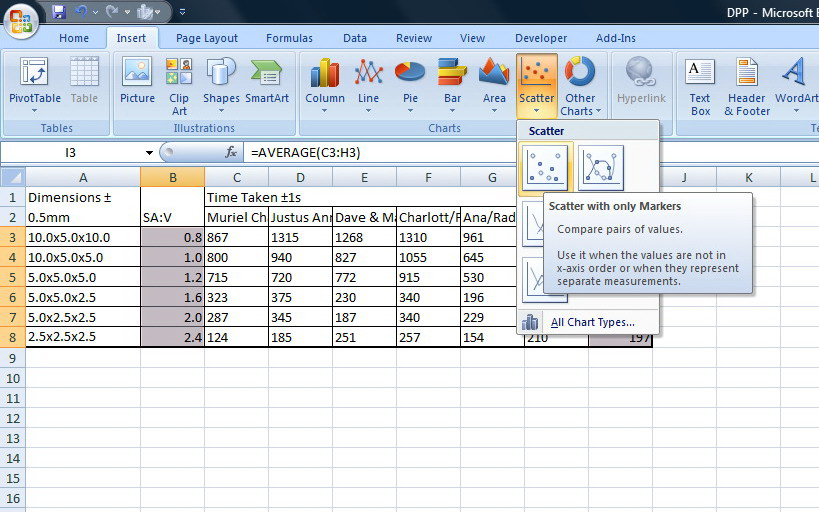 DPP - Microsoft E
Home Insert Page Layout Formulas Data Review View Developer Add-Ins
PivotTable Table Picture Clip Art Shapes SmartArt Column Line Pie Bar Area Scatter Other Charts Hyperlink Text Box Header & Footer WordArt
Tables Illustrations Charts
Scatter
I3 fx =AVERAGE(C3:H3)
A B C D E F G J K L
1 Dimensions ± Time Taken ±1s
2 0.5mm SA:V Muriel Ch Justus Ann Dave & Ma Charlott/F Ana/Rad
3 10.0x5.0x10.0 0.8 867 1315 1268 1310 961
4 10.0x5.0x5.0 1.0 800 940 827 1055 645
5 5.0x5.0x5.0 1.2 715 720 772 915 530
6 5.0x5.0x2.5 1.6 323 375 230 340 196
7 5.0x2.5x2.5 2.0 287 345 187 340 229
8 2.5x2.5x2.5 2.4 124 185 251 257 154 210 197
9
10
11
12
13
14
15
16
Scatter with only Markers
Compare pairs of values.
Use it when the values are not in
x-axis order or when they represent
separate measurements.
All Chart Types...